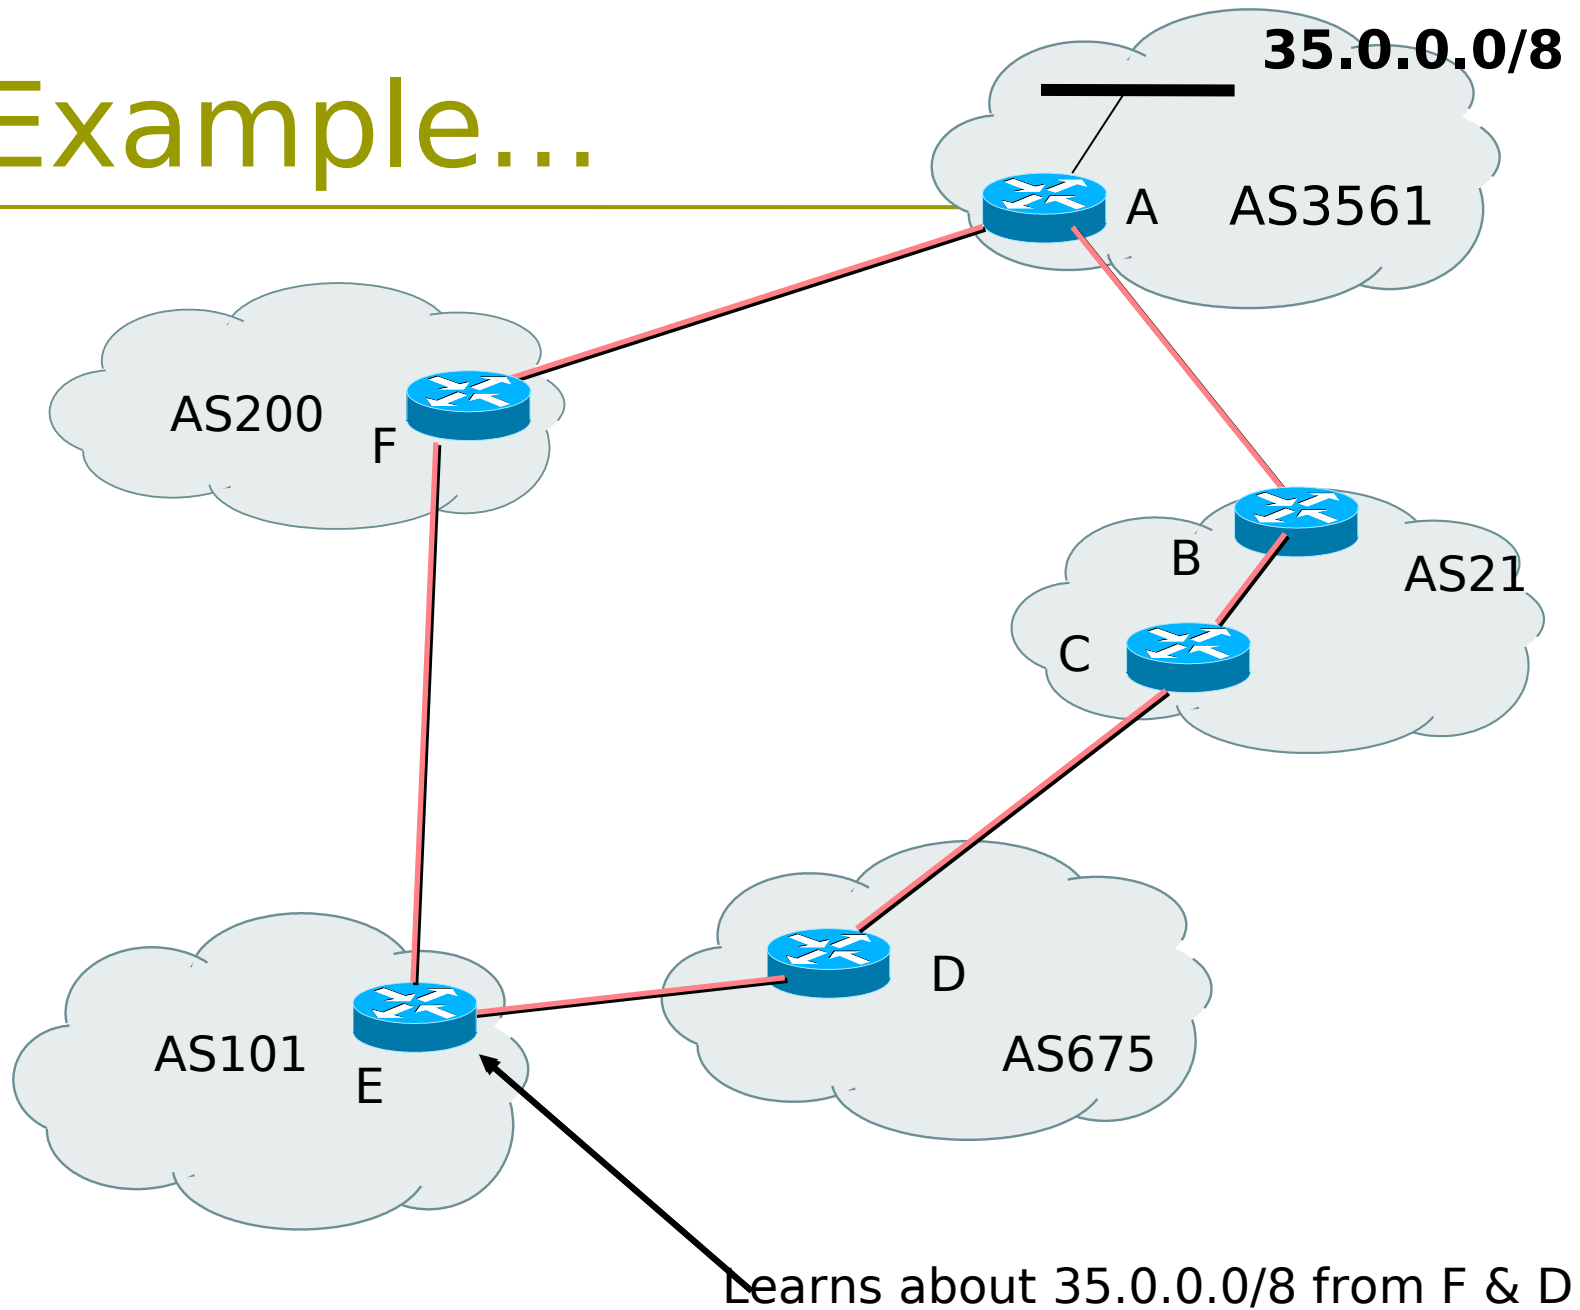 35.0.0.0/8
Example...
A
AS3561
AS200
F
B
AS21
C
D
AS101
AS675
E
Learns about 35.0.0.0/8 from F & D